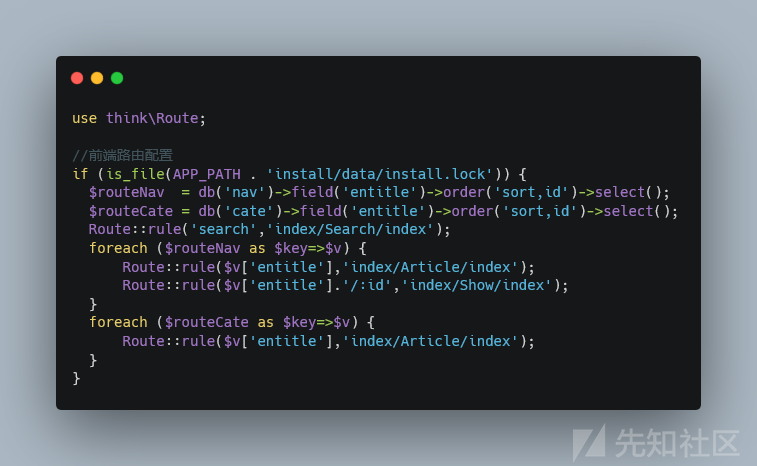 use think\Route;
//前端路由配置
if (is_file(APP_PATH . 'install/data/install.lock')) {
  $routeNav  = db('nav')->field('entitle')->order('sort,id')->select();
  $routeCate = db('cate')->field('entitle')->order('sort,id')->select();
  Route::rule('search','index/Search/index');
  foreach ($routeNav as $key=>$v) {
      Route::rule($v['entitle'],'index/Article/index');
      Route::rule($v['entitle'].'/:id','index/Show/index');
  }
  foreach ($routeCate as $key=>$v) {
      Route::rule($v['entitle'],'index/Article/index');
  }
}
先知社区